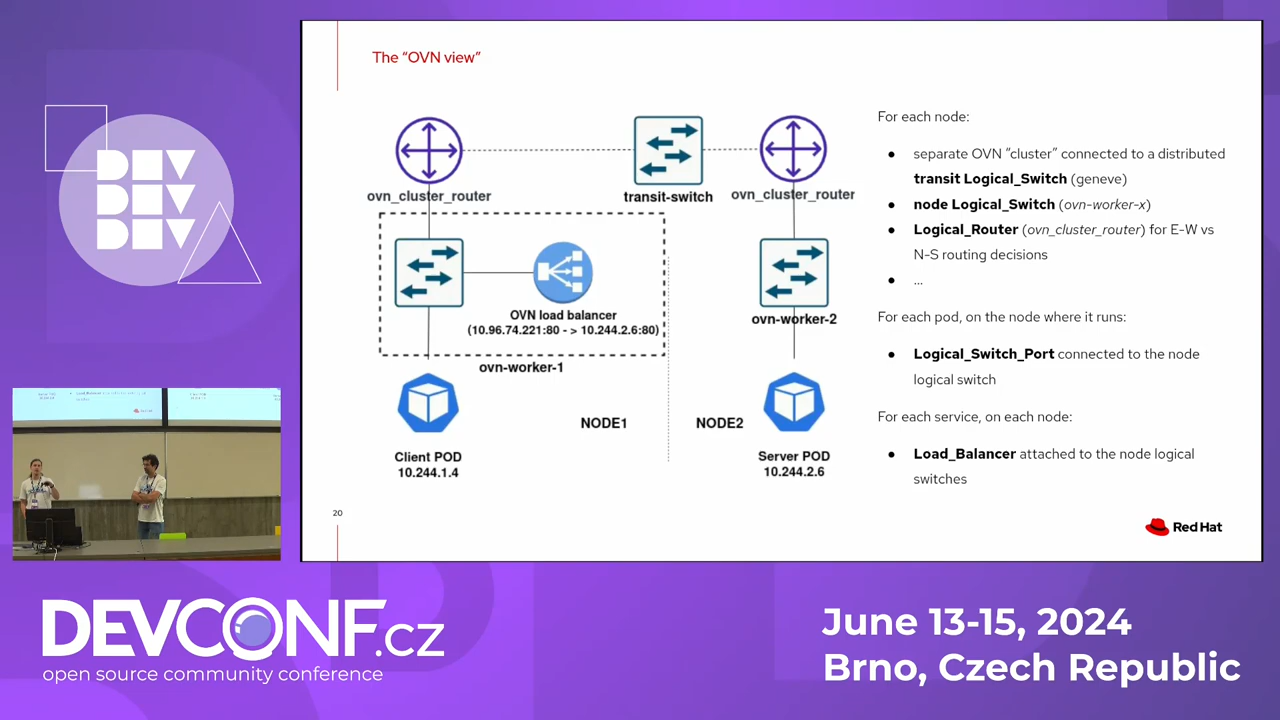 The “OVN view”
ovn_cluster_router
transit-switch
ovn_cluster_router
OVN load balancer
(10.96.74.221:80 - > 10.244.2.6:80)
ovn-worker-1
ovn-worker-2
NODE1
NODE2
Client POD
10.244.1.4
Server POD
10.244.2.6
For each node:
● separate OVN “cluster” connected to a distributed
transit Logical_Switch (geneve)
● node Logical_Switch (ovn-worker-x)
● Logical_Router (ovn_cluster_router) for E-W vs
N-S routing decisions
● ...
For each pod, on the node where it runs:
● Logical_Switch_Port connected to the node
logical switch
For each service, on each node:
● Load_Balancer attached to the node logical
switches
20
Red Hat
DEV
DEV
DEV
DEVCONF.cz
open source community conference
June 13-15, 2024
Brno, Czech Republic